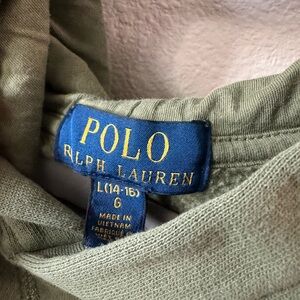 POLO
RALPH LAUREN
L(14-16)
G
MADE IN
VIETNAM